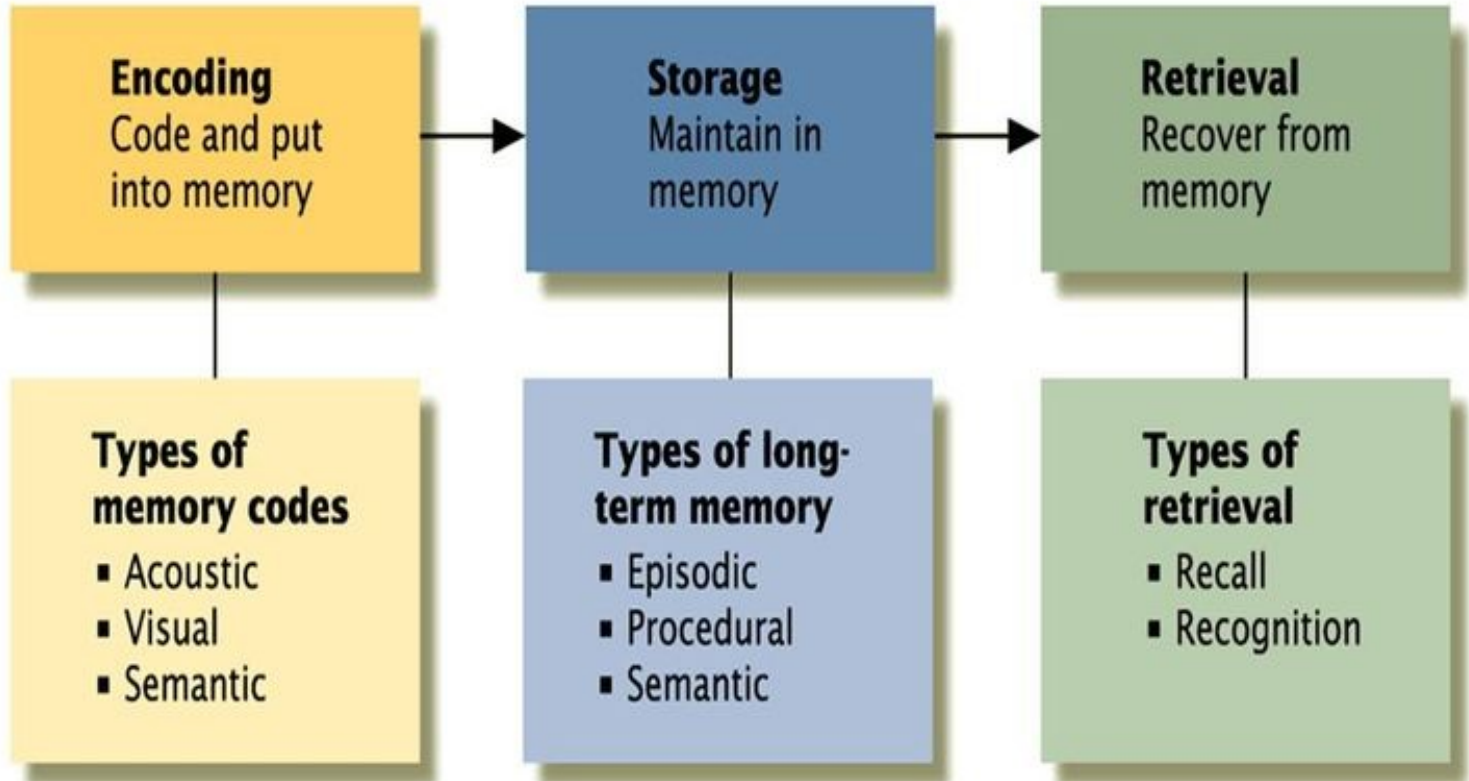 Encoding
Code and put
into memory
Storage
Maintain in
memory
Retrieval
Recover from
memory
Types of
memory codes
▪ Acoustic
▪ Visual
▪ Semantic
Types of long-
term memory
▪ Episodic
▪ Procedural
▪ Semantic
Types of
retrieval
▪ Recall
▪ Recognition